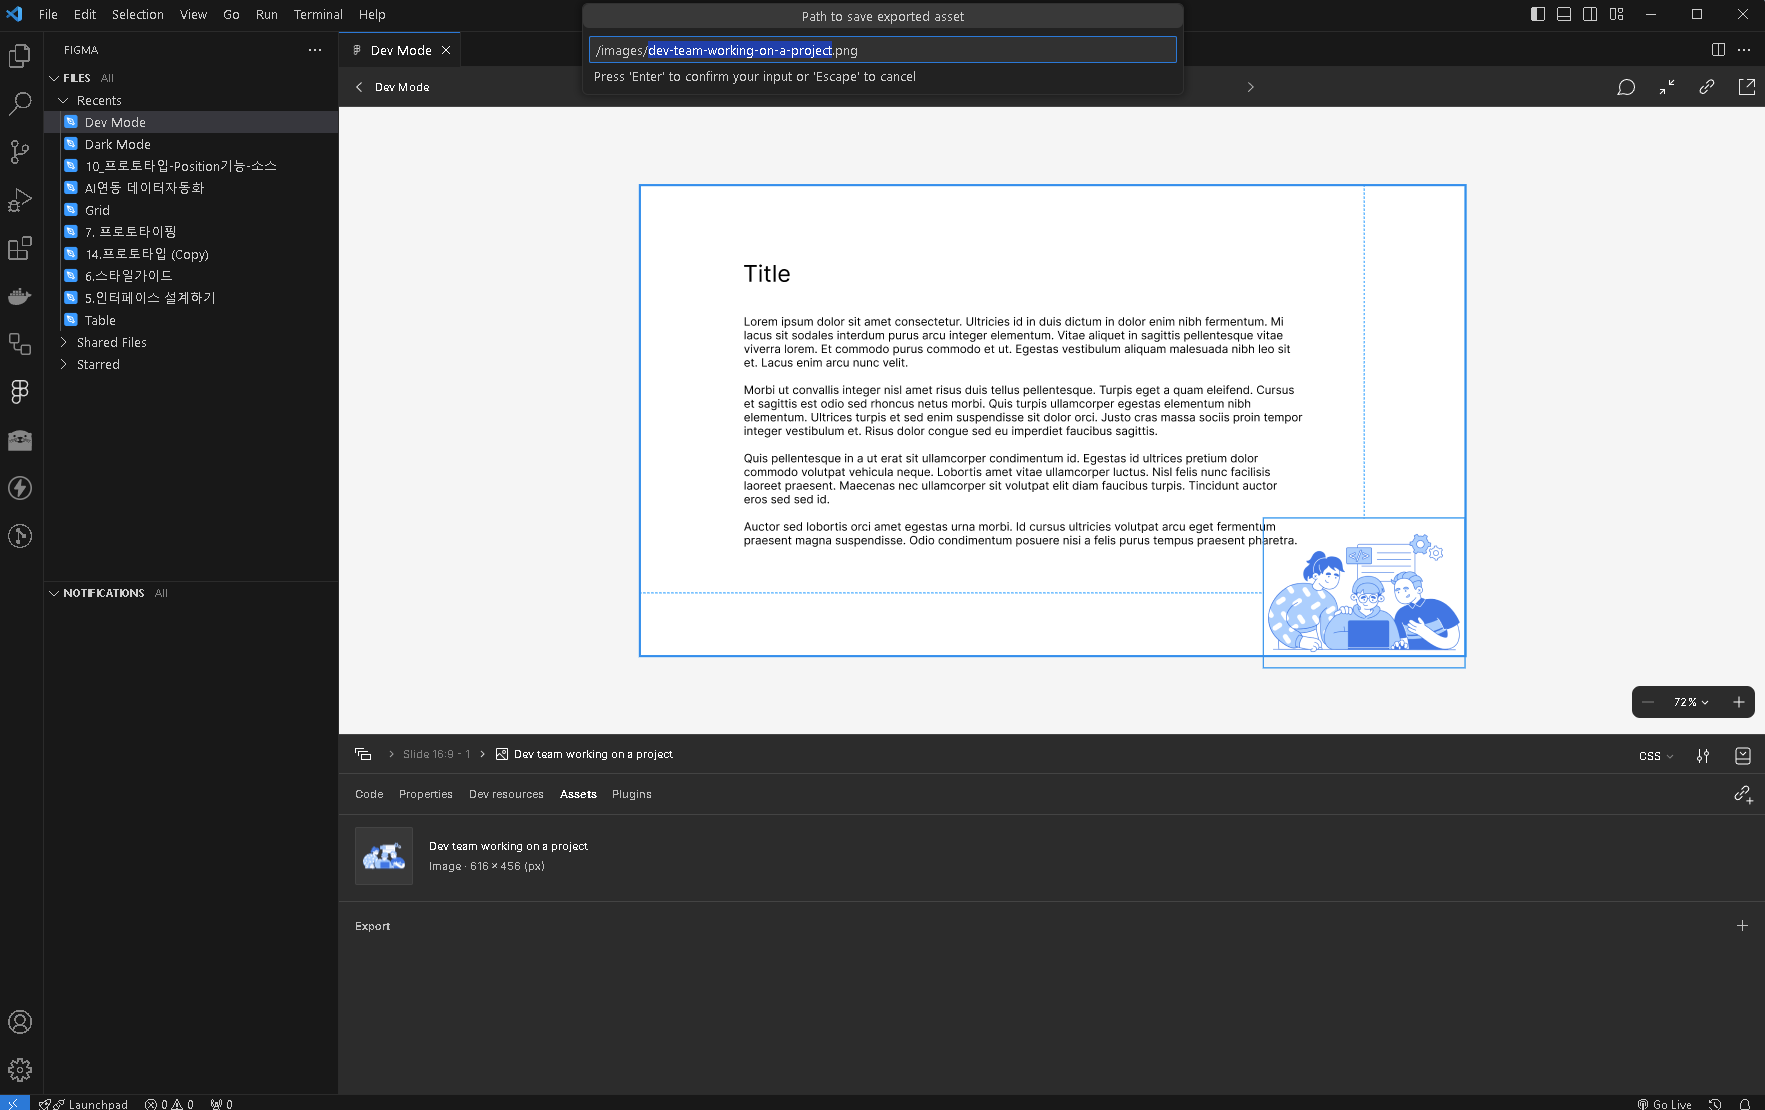 File Edit Selection View Go Run Terminal Help
Path to save exported asset
/images/dev-team-working-on-a-project.png
Press 'Enter' to confirm your input or 'Escape' to cancel
FIGMA
Dev Mode
FILES All
Recents
Dev Mode
Dark Mode
10_프로토타입-Position기능-소스
AI연동 데이터자동화
Grid
7. 프로토타이핑
14.프로토타입 (Copy)
6.스타일가이드
5.인터페이스 설계하기
Table
Shared Files
Starred
NOTIFICATIONS All
Dev Mode
Title
Lorem ipsum dolor sit amet consectetur. Ultricies id in duis dictum in dolor enim nibh fermentum. Mi
lacus sit sodales interdum purus arcu integer elementum. Vitae aliquet in sagittis pellentesque vitae
viverra lorem. Et commodo purus commodo et ut. Egestas vestibulum aliquam malesuada nibh leo sit
et. Lacus enim arcu nunc velit.
Morbi ut convallis integer nisl amet risus duis tellus pellentesque. Turpis eget a quam eleifend. Cursus
et sagittis est odio sed rhoncus netus morbi. Quis turpis ullamcorper egestas elementum nibh
elementum. Ultrices turpis et sed enim suspendisse sit dolor orci. Justo cras massa sociis proin tempor
integer vestibulum et. Risus dolor congue sed eu imperdiet faucibus sagittis.
Quis pellentesque in a ut erat sit ullamcorper condimentum id. Egestas id ultrices pretium dolor
commodo volutpat vehicula neque. Lobortis amet vitae ullamcorper luctus. Nisl felis nunc facilisis
laoreet praesent. Maecenas nec ullamcorper sit volutpat elit diam faucibus turpis. Tincidunt auctor
eros sed sed id.
Auctor sed lobortis orci amet egestas urna morbi. Id cursus ultricies volutpat arcu eget fermentum
praesent magna suspendisse. Odio condimentum posuere nisi a felis purus tempus praesent pharetra.
</>
72%
Slide 16:9 - 1 Dev team working on a project
CSS
Code Properties Dev resources Assets Plugins
Dev team working on a project
Image · 616 × 456 (px)
Export
Launchpad 0 0 0
Go Live